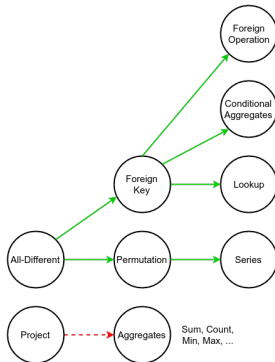 Foreign
Operation
Conditional
Aggregates
Foreign
Key
Lookup
All-Different
Permutation
Series
Project
Aggregates
Sum, Count,
Min, Max, ...